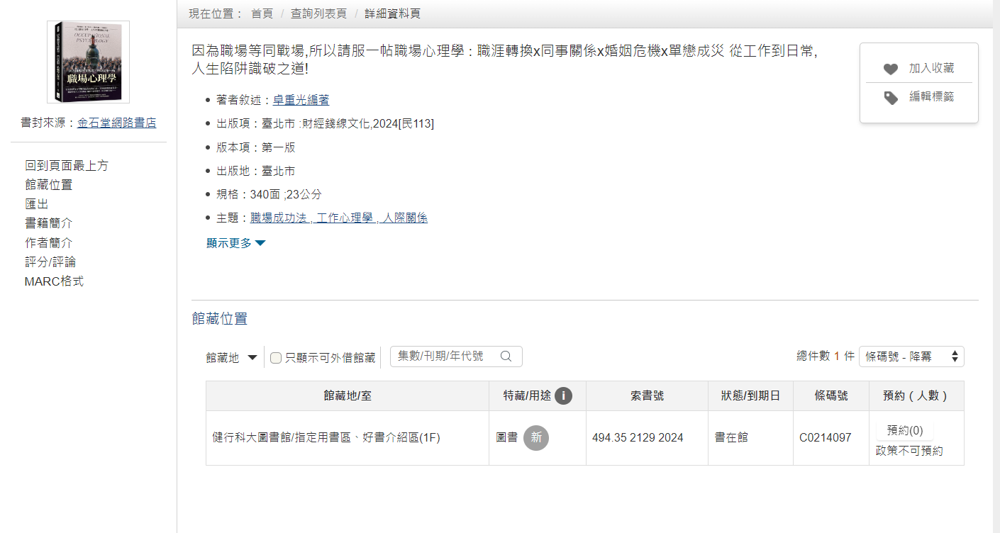 現在位置： 首頁 / 查詢列表頁 / 詳細資料頁
OCCUPATIONAL
PSYCHOLOGY
職場心理學
書封來源：金石堂網路書店
回到頁面最上方
館藏位置
匯出
書籍簡介
作者簡介
評分/評論
MARC格式
因為職場等同戰場,所以請服一帖職場心理學 : 職涯轉換x同事關係x婚姻危機x單戀成災 從工作到日常,
人生陷阱識破之道!
著者敘述：卓重光編著
出版項：臺北市 :財經錢線文化,2024[民113]
版本項：第一版
出版地：臺北市
規格：340面 ;23公分
主題：職場成功法 , 工作心理學 , 人際關係
顯示更多
加入收藏
編輯標籤
館藏位置
館藏地 只顯示可外借館藏 集數/刊期/年代號 總件數 1 件 條碼號 - 降冪
館藏地/室 特藏/用途 i 索書號 狀態/到期日 條碼號 預約 ( 人數 )
健行科大圖書館/指定用書區、好書介紹區(1F) 圖書 新 494.35 2129 2024 書在館 C0214097 預約(0)
政策不可預約